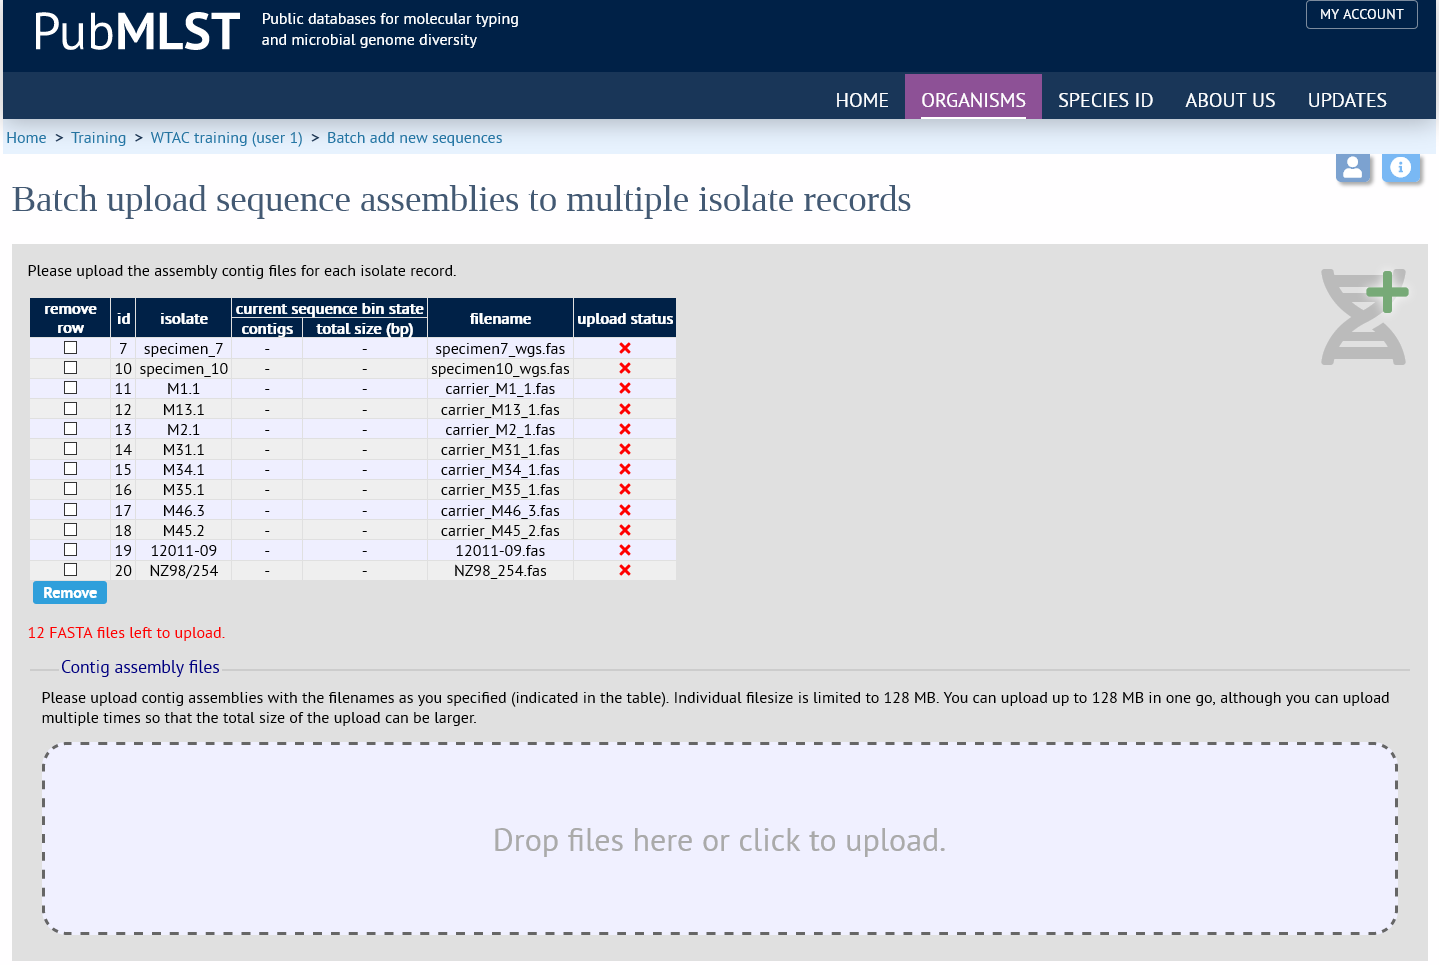 PubMLST
Public databases for molecular typing
and microbial genome diversity
MY ACCOUNT
HOME ORGANISMS SPECIES ID ABOUT US UPDATES
Home > Training > WTAC training (user 1) > Batch add new sequences
Batch upload sequence assemblies to multiple isolate records
Please upload the assembly contig files for each isolate record.
remove row id isolate current sequence bin state filename upload status
contigs total size (bp)
7 specimen_7 - - specimen7_wgs.fas
10 specimen_10 - - specimen10_wgs.fas
11 M1.1 - - carrier_M1_1.fas
12 M13.1 - - carrier_M13_1.fas
13 M2.1 - - carrier_M2_1.fas
14 M31.1 - - carrier_M31_1.fas
15 M34.1 - - carrier_M34_1.fas
16 M35.1 - - carrier_M35_1.fas
17 M46.3 - - carrier_M46_3.fas
18 M45.2 - - carrier_M45_2.fas
19 12011-09 - - 12011-09.fas
20 NZ98/254 - - NZ98_254.fas
Remove
12 FASTA files left to upload.
Contig assembly files
Please upload contig assemblies with the filenames as you specified (indicated in the table). Individual filesize is limited to 128 MB. You can upload up to 128 MB in one go, although you can upload
multiple times so that the total size of the upload can be larger.
Drop files here or click to upload.